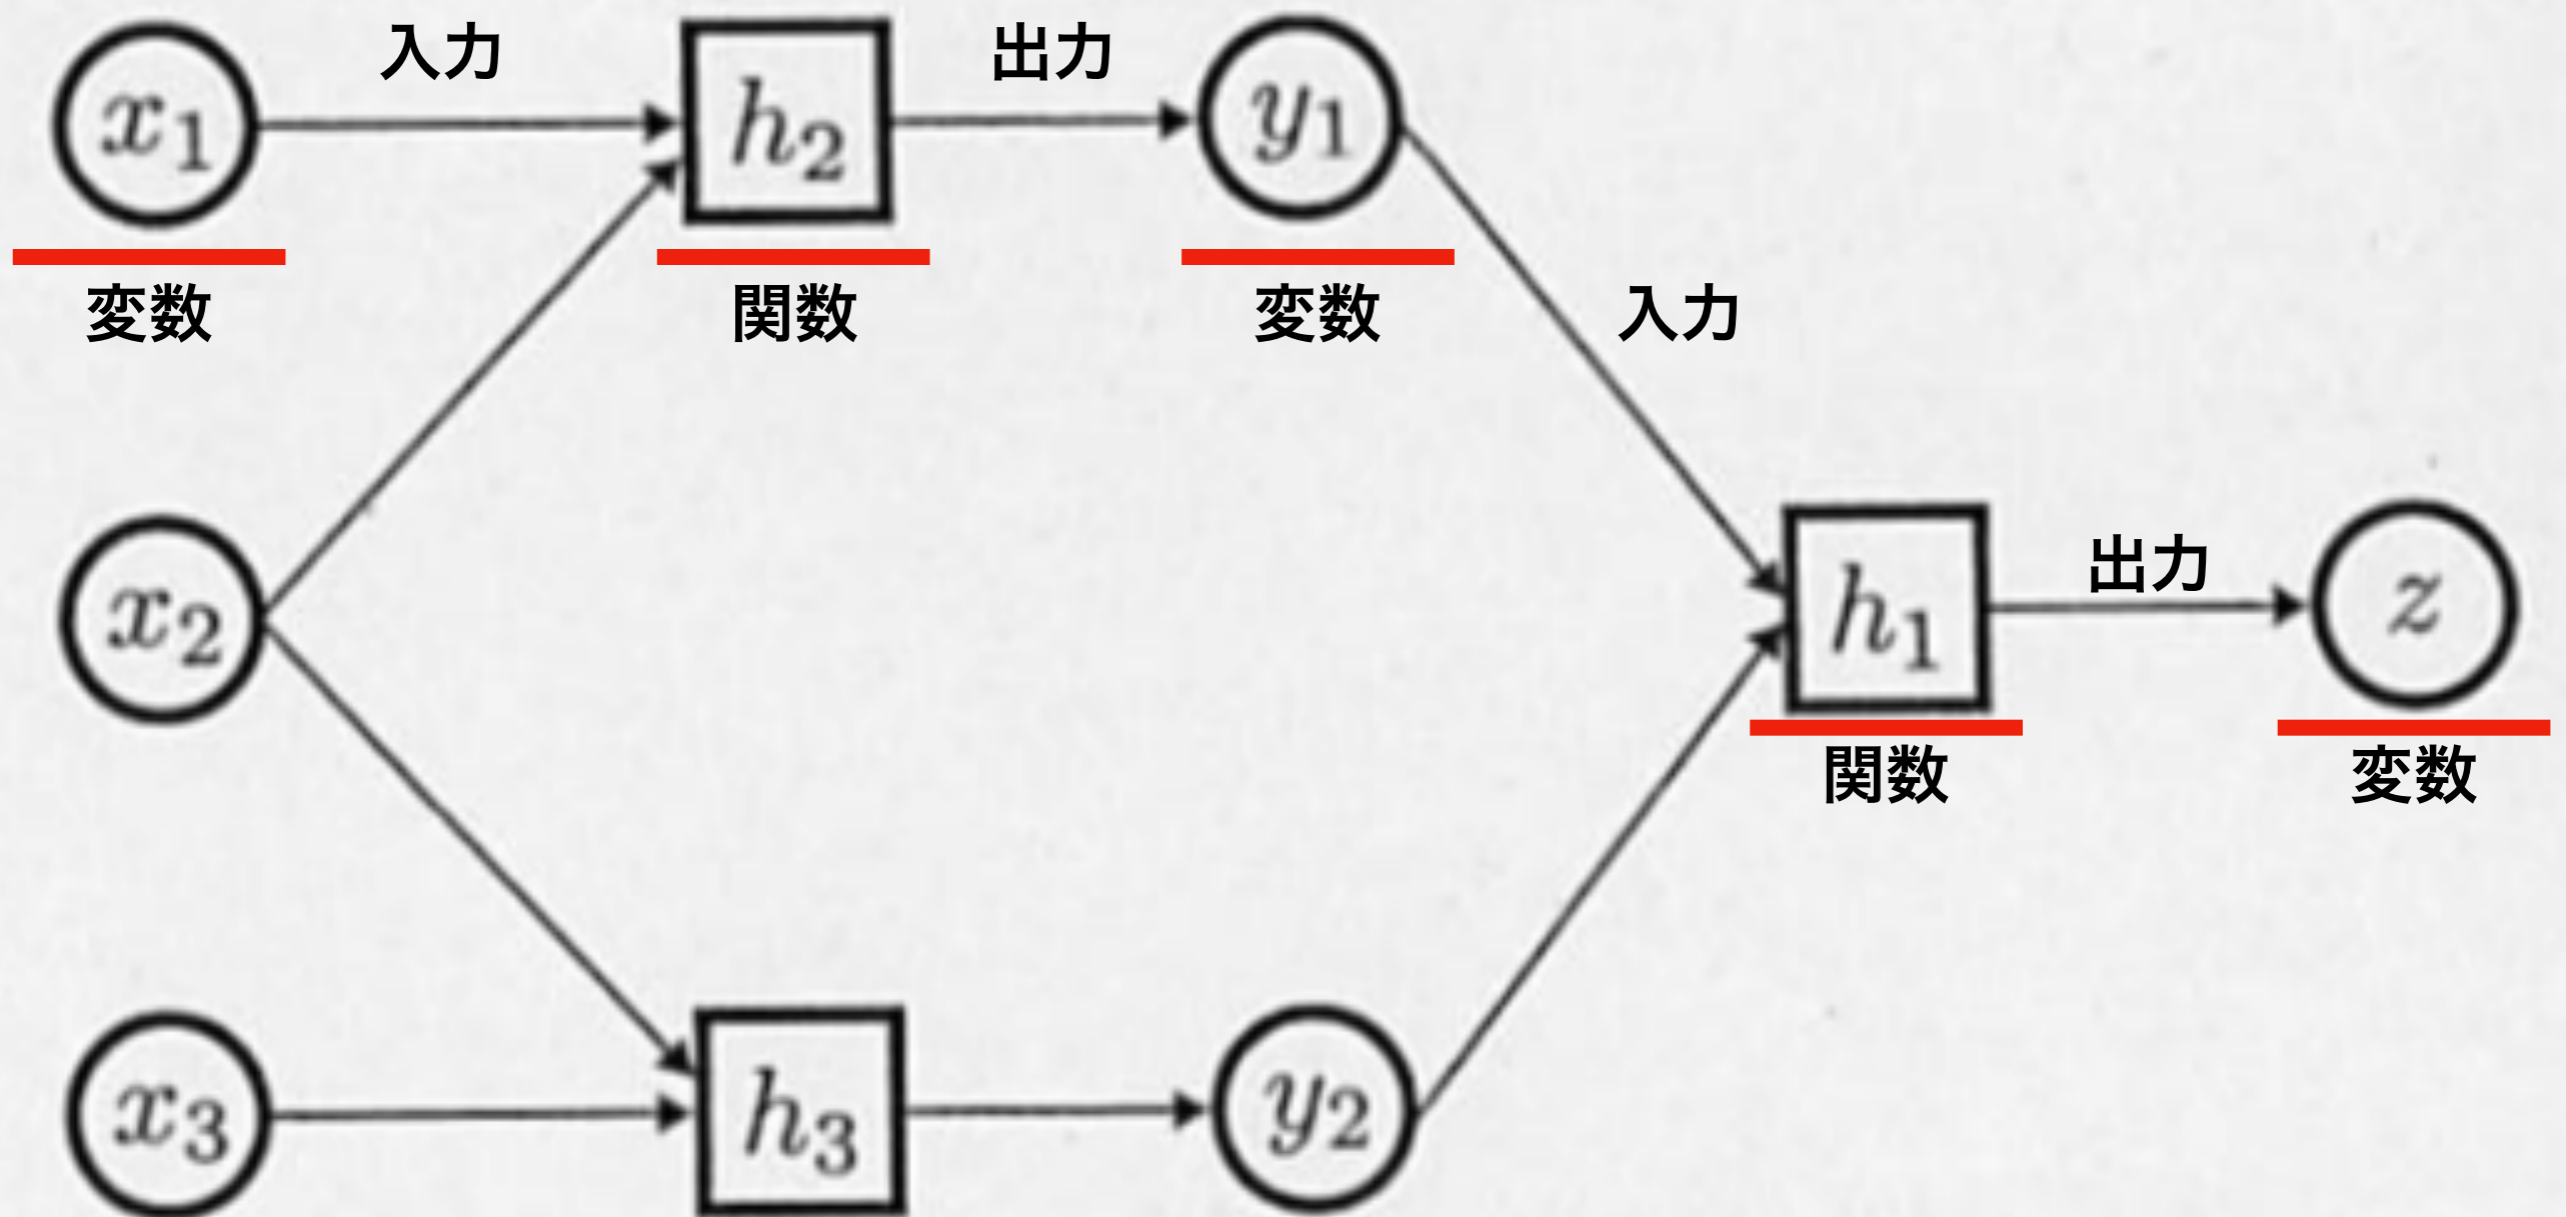 入力
出力
x₁
h₂
y₁
変数
関数
変数
入力
x₂
h₁
出力
z
関数
変数
x₃
h₃
y₂